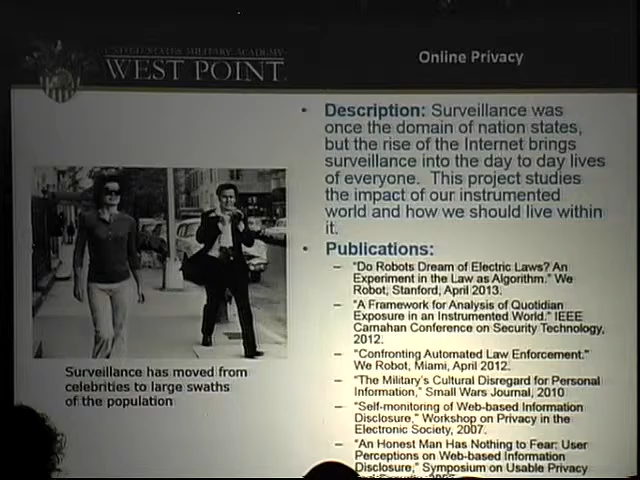 UNITED STATES MILITARY ACADEMY
WEST POINT
Online Privacy
• Description: Surveillance was
once the domain of nation states,
but the rise of the Internet brings
surveillance into the day to day lives
of everyone. This project studies
the impact of our instrumented
world and how we should live within
it.
• Publications:
– "Do Robots Dream of Electric Laws? An
Experiment in the Law as Algorithm." We
Robot, Stanford, April 2013.
– "A Framework for Analysis of Quotidian
Exposure in an Instrumented World." IEEE
Carnahan Conference on Security Technology,
2012.
– "Confronting Automated Law Enforcement."
We Robot, Miami, April 2012.
– "The Military's Cultural Disregard for Personal
Information," Small Wars Journal, 2010
– "Self-monitoring of Web-based Information
Disclosure," Workshop on Privacy in the
Electronic Society, 2007.
– "An Honest Man Has Nothing to Fear: User
Perceptions on Web-based Information
Disclosure," Symposium on Usable Privacy
Surveillance has moved from
celebrities to large swaths
of the population